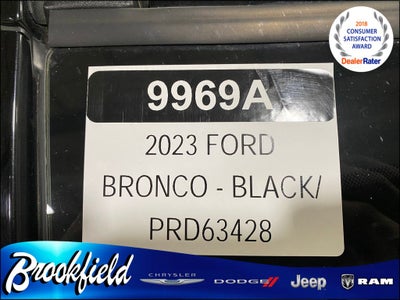 2018
CONSUMER
SATISFACTION
AWARD
DealerRater
9969A
2023 FORD
BRONCO - BLACK/
PRD63428
Brookfield
CHRYSLER
DODGE
Jeep
RAM